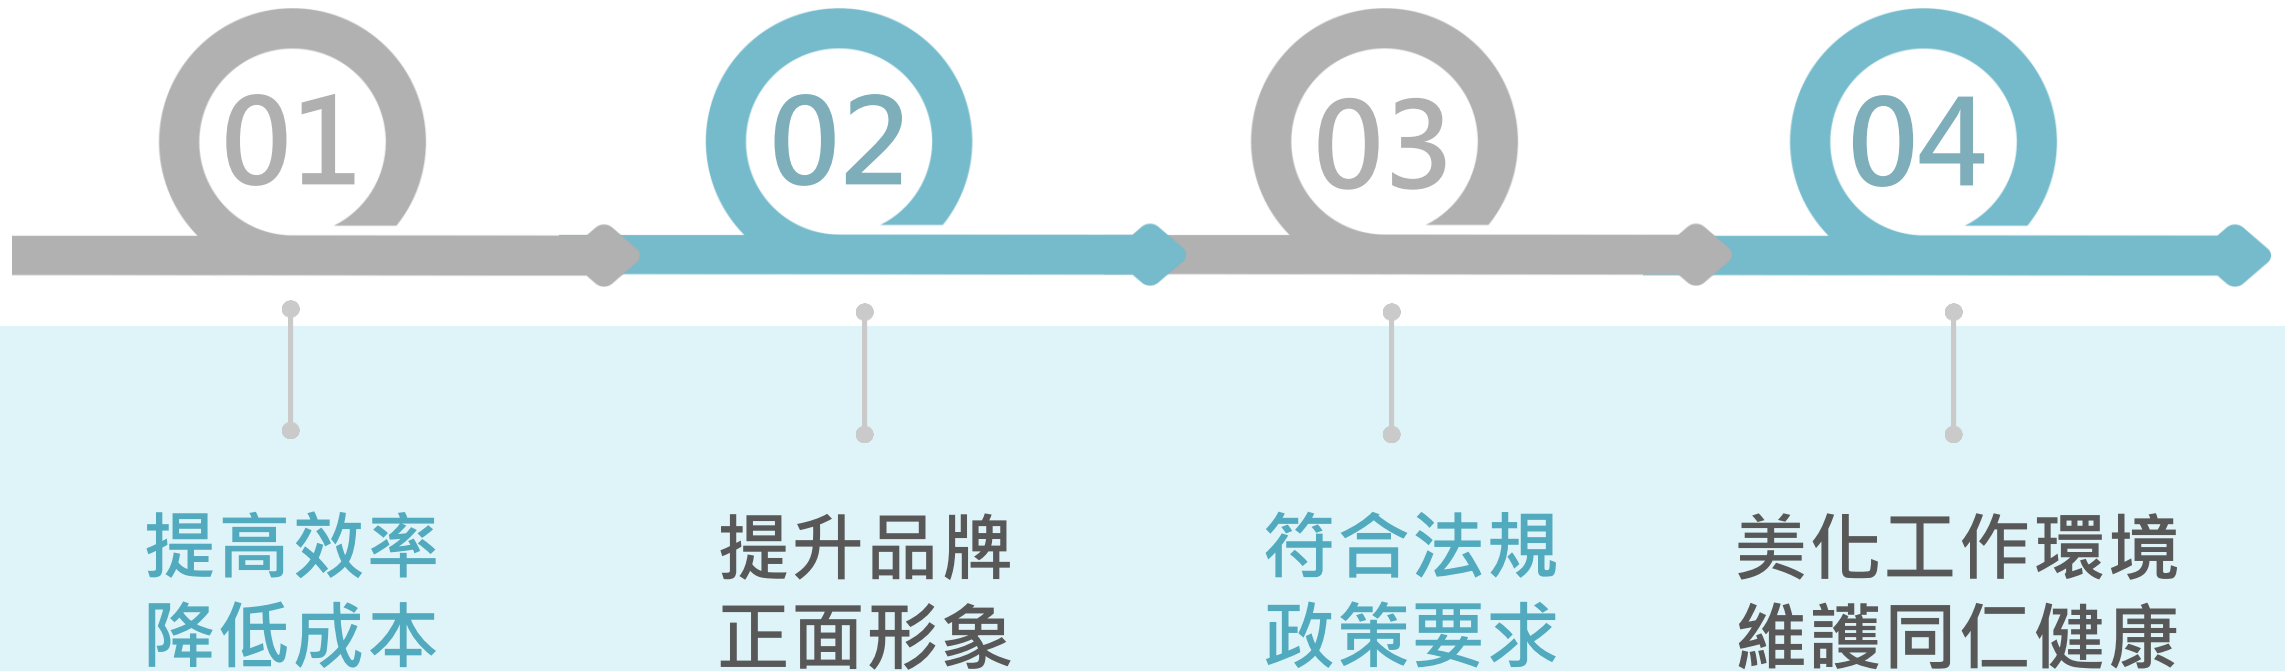 01
02
03
04
提高效率
降低成本
提升品牌
正面形象
符合法規
政策要求
美化工作環境
維護同仁健康